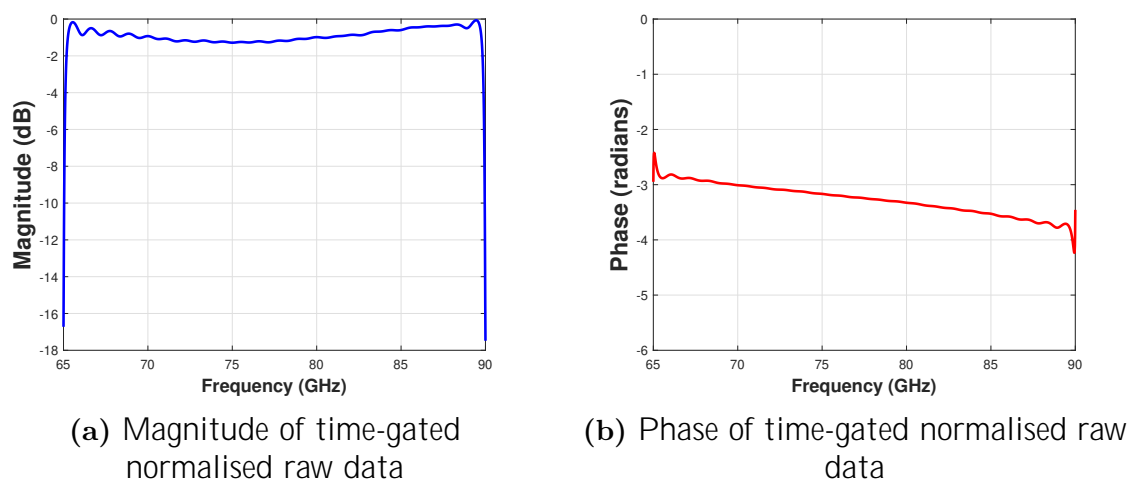 0
-2
-4
-6
-8
-10
-12
-14
-16
-18
65 70 75 80 85 90
Magnitude (dB)
Frequency (GHz)
(a) Magnitude of time-gated
normalised raw data
0
-1
-2
-3
-4
-5
-6
65 70 75 80 85 90
Phase (radians)
Frequency (GHz)
(b) Phase of time-gated normalised raw
data